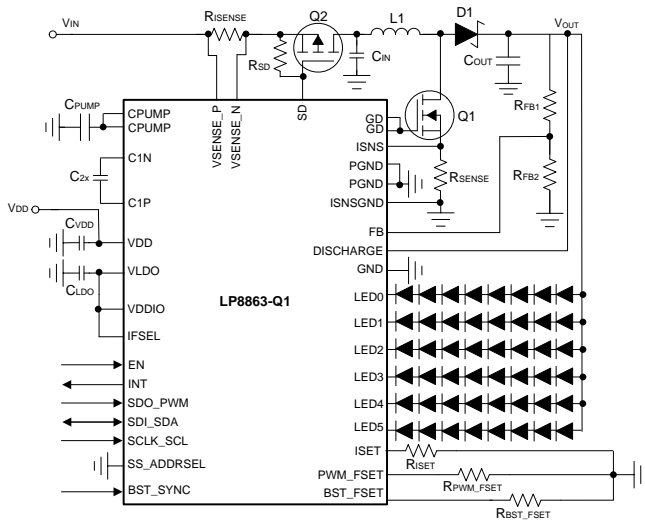 VIN
RISENSE
Q2
L1
D1
VOUT
RSD
CIN
COUT
RFB1
CPUMP
CPUMP
CPUMP
VSENSE_P
VSENSE_N
SD
GD
GD
Q1
C1N
ISNS
C2x
PGND
PGND
RSENSE
RFB2
C1P
ISNSGND
VDD
CVDD
VDD
FB
DISCHARGE
VLDO
GND
CLDO
LP8863-Q1
LED0
VDDIO
LED1
IFSEL
LED2
EN
LED3
INT
SDO_PWM
LED4
SDI_SDA
LED5
SCLK_SCL
ISET
RISET
SS_ADDRSEL
PWM_FSET
RPWM_FSET
BST_SYNC
BST_FSET
RBST_FSET